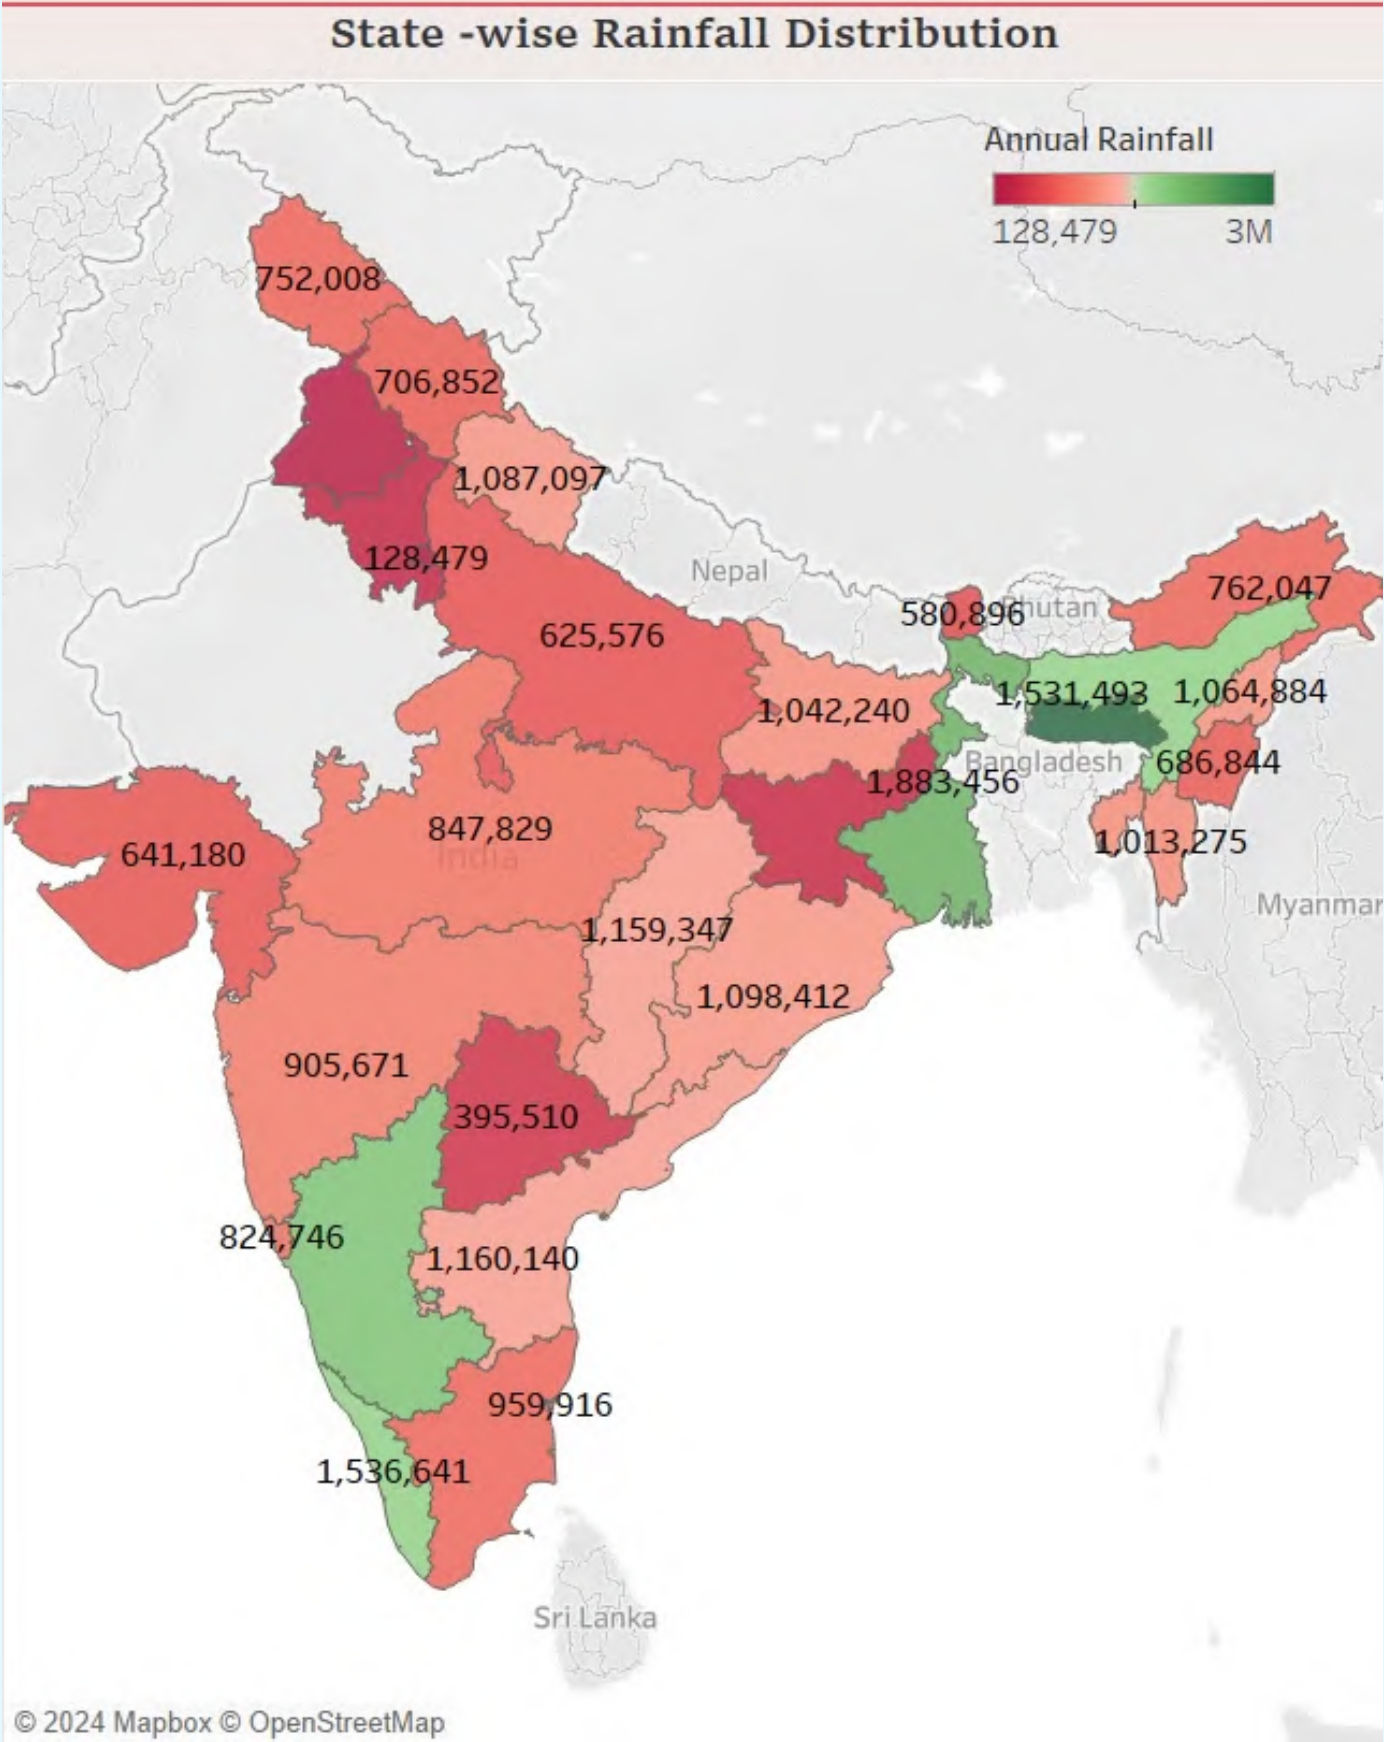 State -wise Rainfall Distribution
Annual Rainfall
128,479 3M
752,008
706,852
1,087,097
128,479
Nepal
762,047
580,896 Bhutan
625,576
1,531,493 1,064,884
1,042,240
Bangladesh 686,844
1,883,456
847,829
1,013,275
641,180
India
Myanmar
1,159,347
1,098,412
905,671
395,510
824,746
1,160,140
959,916
1,536,641
Sri Lanka
© 2024 Mapbox © OpenStreetMap